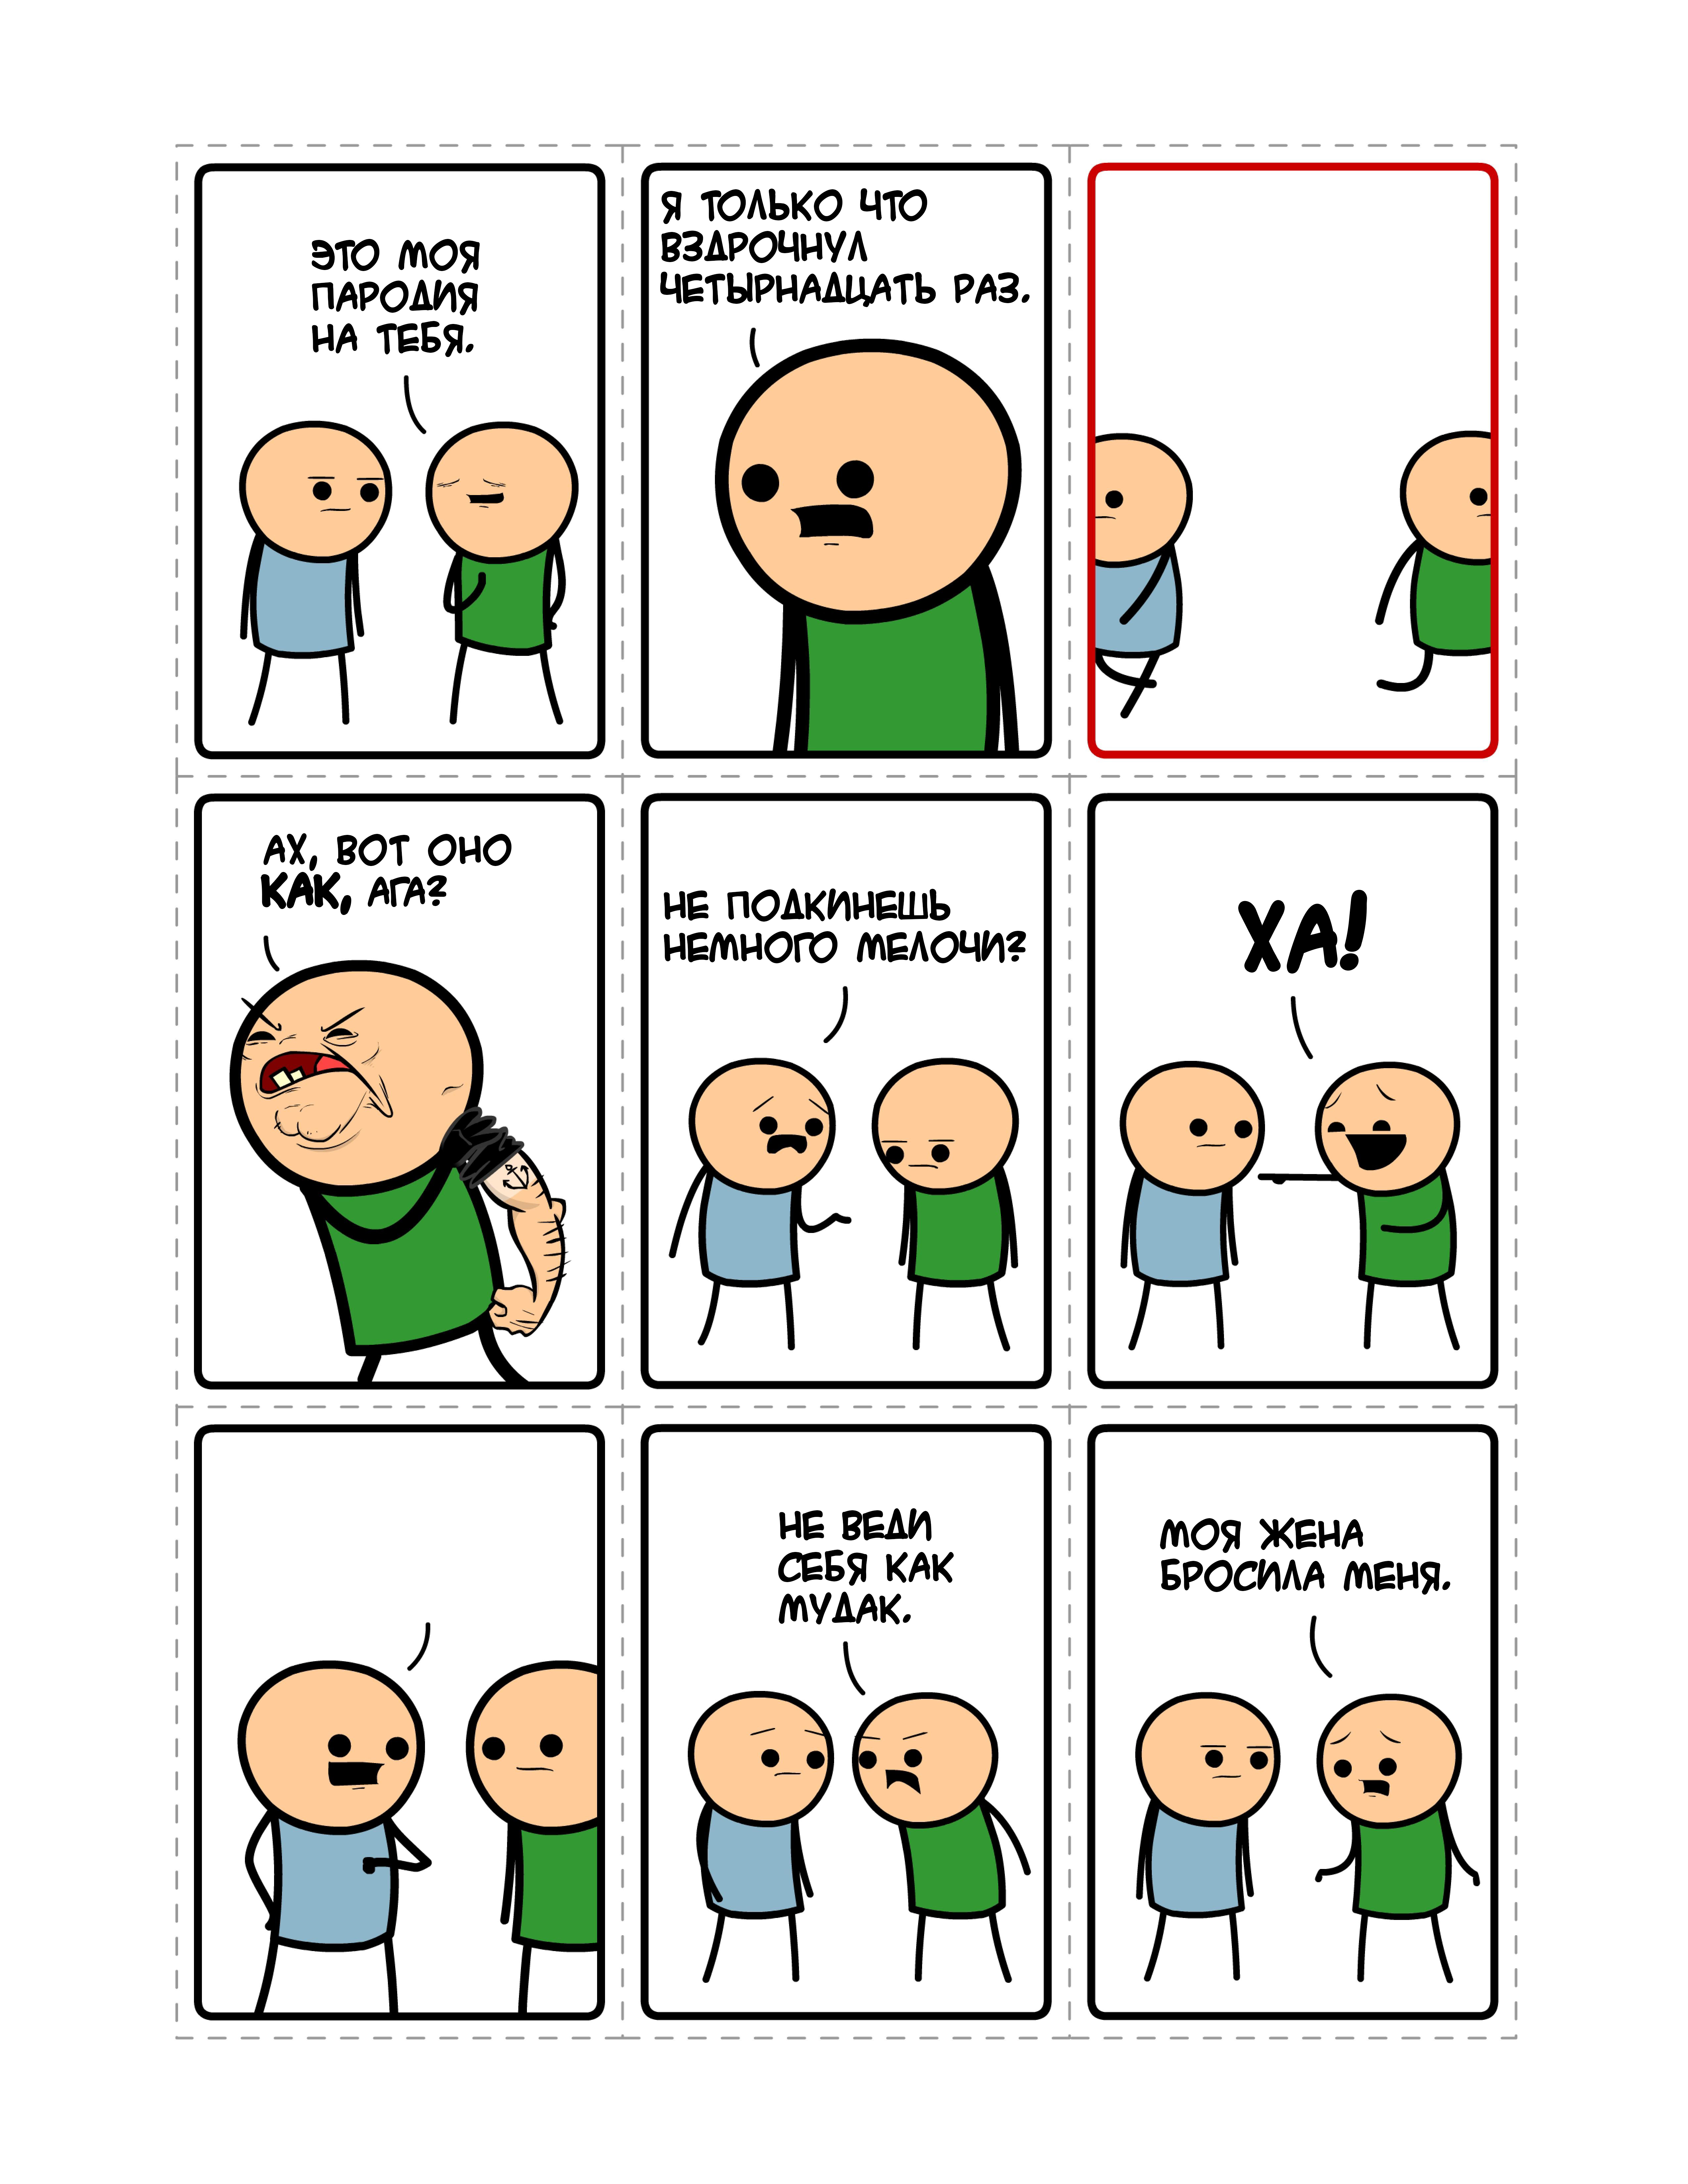 ЭТО МОЯ
ПАРОДИЯ
НА ТЕБЯ.
Я ТОЛЬКО ЧТО
ВЗДРОЧНУЛ
ЧЕТЫРНАДЦАТЬ РАЗ.
АХ, ВОТ ОНО
КАК, АГА?
НЕ ПОДКИНЕШЬ
НЕМНОГО МЕЛОЧИ?
ХА!
НЕ ВЕДИ
СЕБЯ КАК
МУДАК.
МОЯ ЖЕНА
БРОСИЛА МЕНЯ.